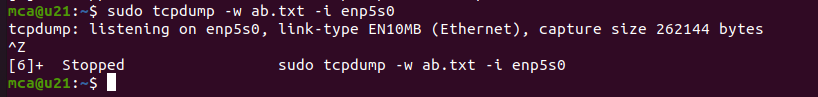 mca@u21:~$ sudo tcpdump -w ab.txt -i enp5s0
tcpdump: listening on enp5s0, link-type EN10MB (Ethernet), capture size 262144 bytes
^Z
[6]+  Stopped                 sudo tcpdump -w ab.txt -i enp5s0
mca@u21:~$